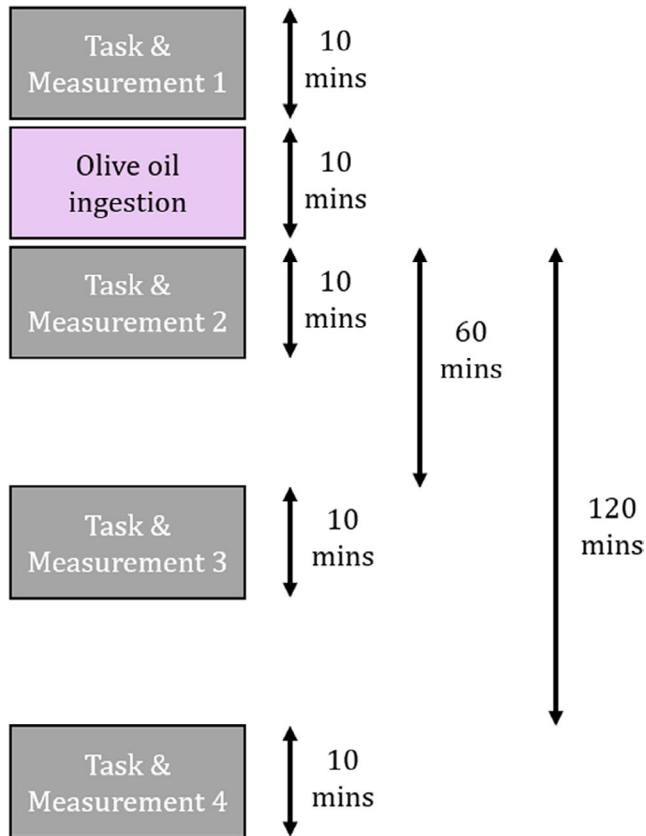 Task &
Measurement 1
10
mins
Olive oil
ingestion
10
mins
Task &
Measurement 2
10
mins
60
mins
Task &
Measurement 3
10
mins
120
mins
Task &
Measurement 4
10
mins